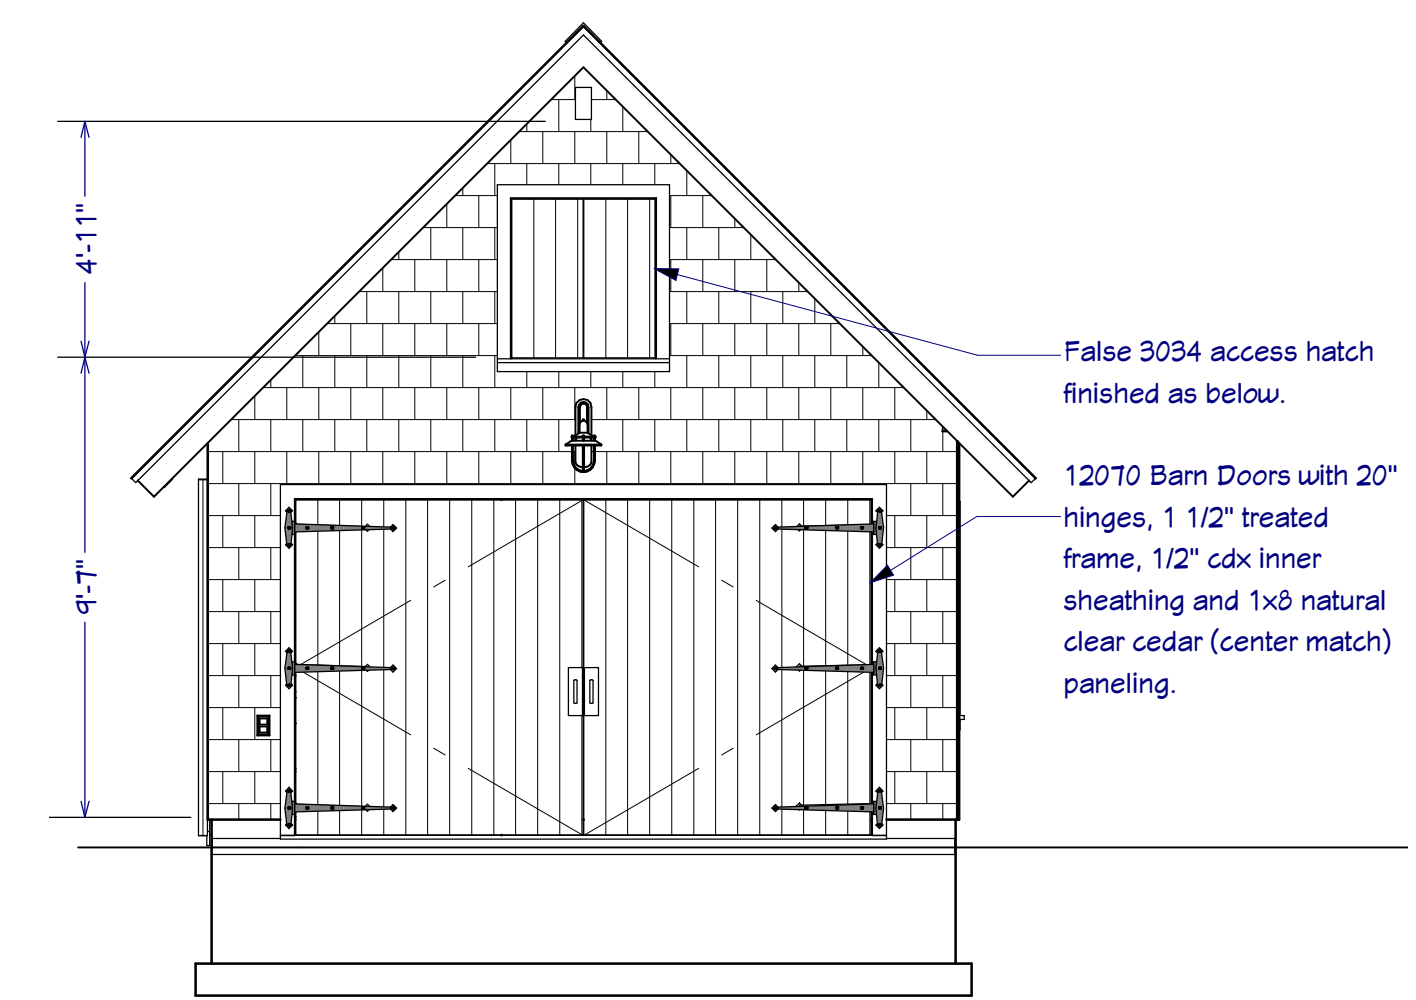 4'-11"
9'-7"
False 3034 access hatch
finished as below.
12070 Barn Doors with 20"
hinges, 1 1/2" treated
frame, 1/2" cdx inner
sheathing and 1x8 natural
clear cedar (center match)
paneling.